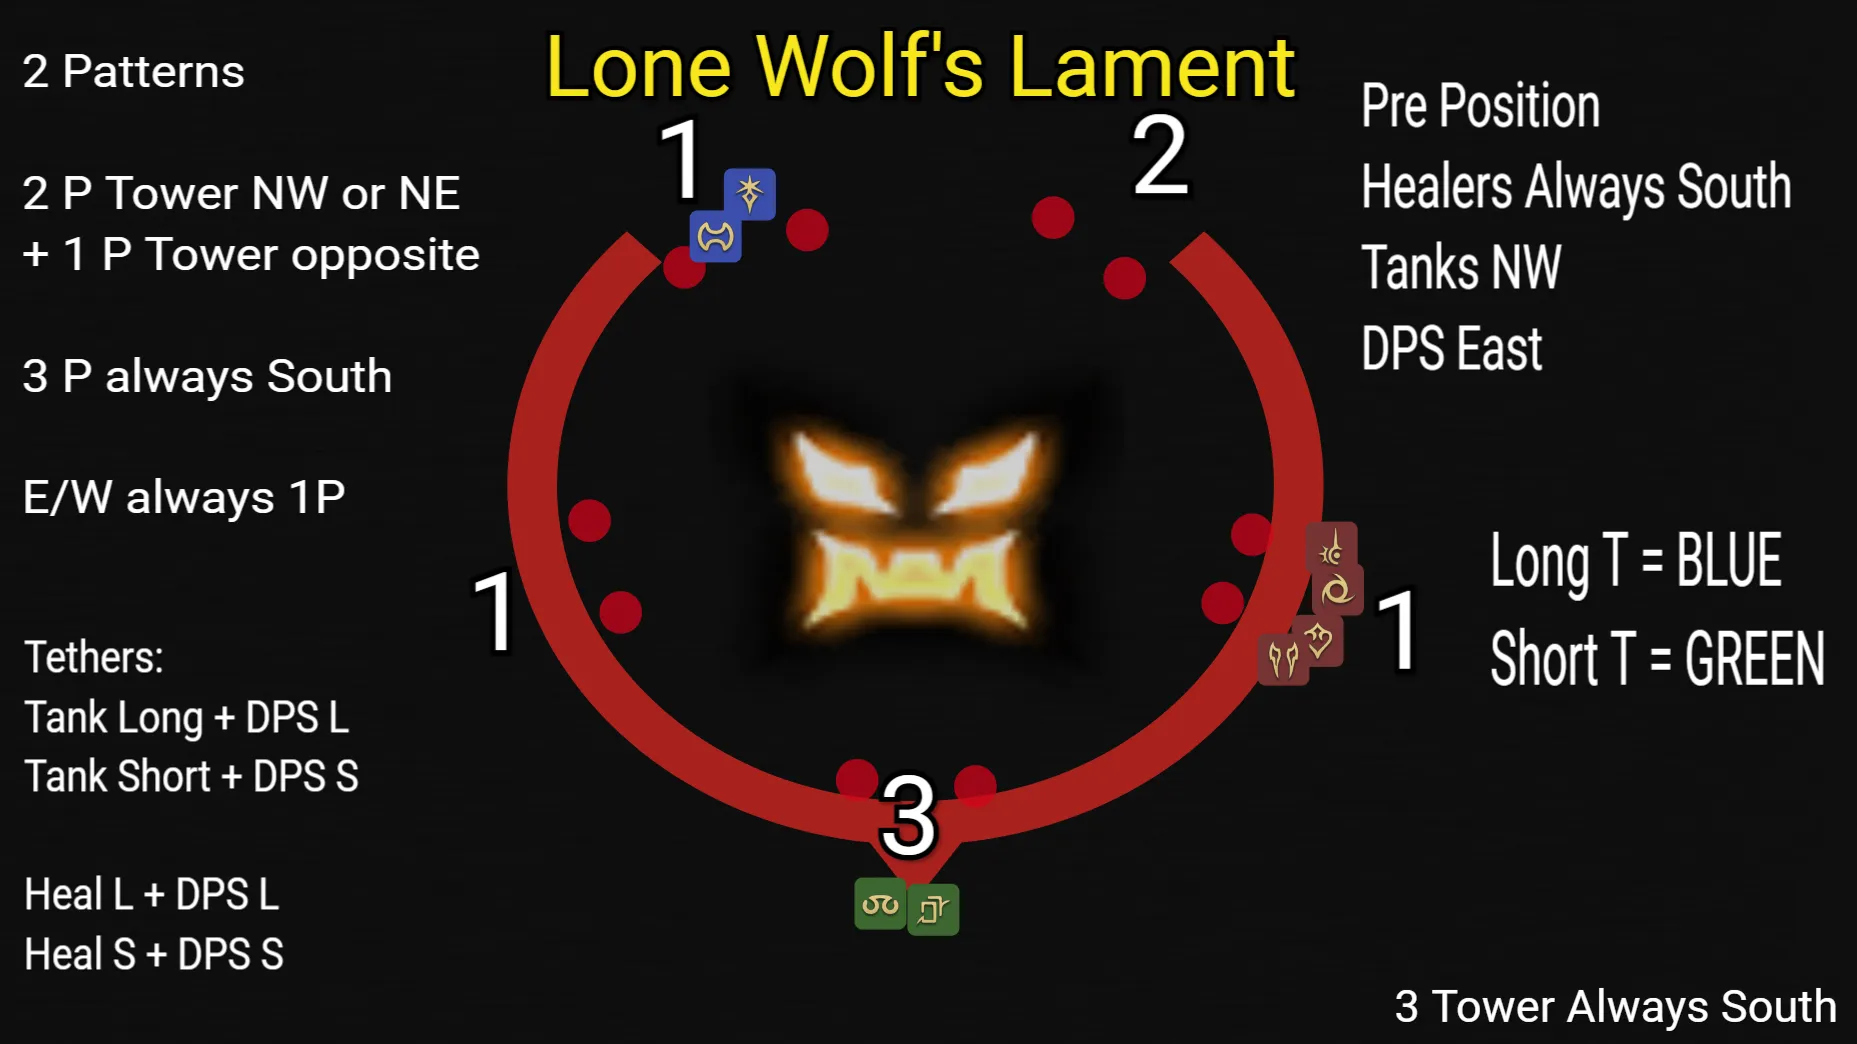 Lone Wolf's Lament
2 Patterns
2 P Tower NW or NE
+ 1 P Tower opposite
3 P always South
E/W always 1P
Tethers:
Tank Long + DPS L
Tank Short + DPS S
Heal L + DPS L
Heal S + DPS S
1
2
1
1
3
Pre Position
Healers Always South
Tanks NW
DPS East
Long T = BLUE
Short T = GREEN
3 Tower Always South